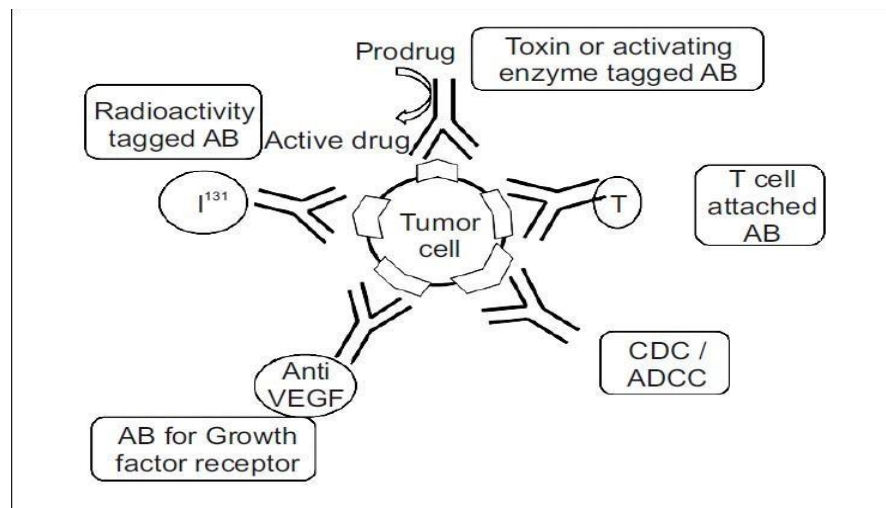 Prodrug
Toxin or activating
enzyme tagged AB
Radioactivity
tagged AB
Active drug
I¹³¹
Tumor
cell
T
T cell
attached
AB
Anti
VEGF
CDC /
ADCC
AB for Growth
factor receptor